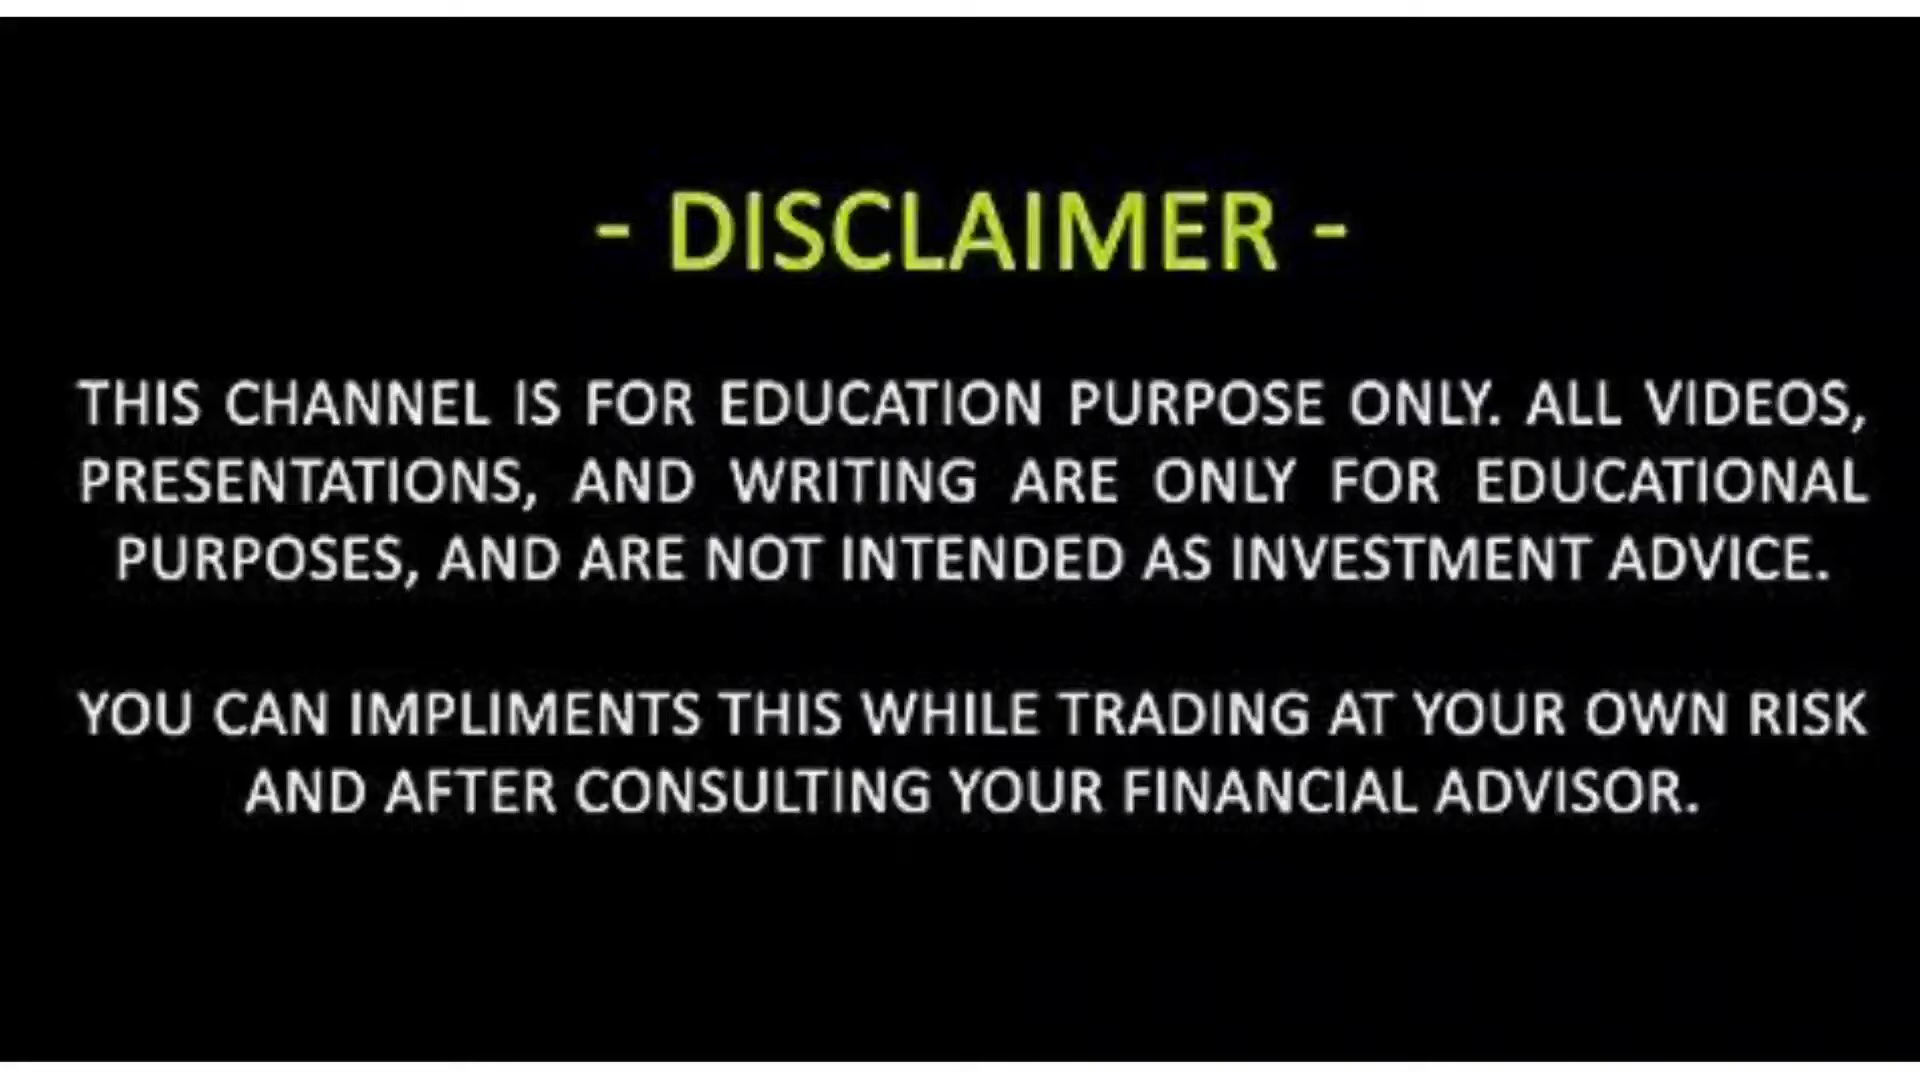 - DISCLAIMER -
THIS CHANNEL IS FOR EDUCATION PURPOSE ONLY. ALL VIDEOS,
PRESENTATIONS, AND WRITING ARE ONLY FOR EDUCATIONAL
PURPOSES, AND ARE NOT INTENDED AS INVESTMENT ADVICE.
YOU CAN IMPLIMENTS THIS WHILE TRADING AT YOUR OWN RISK
AND AFTER CONSULTING YOUR FINANCIAL ADVISOR.